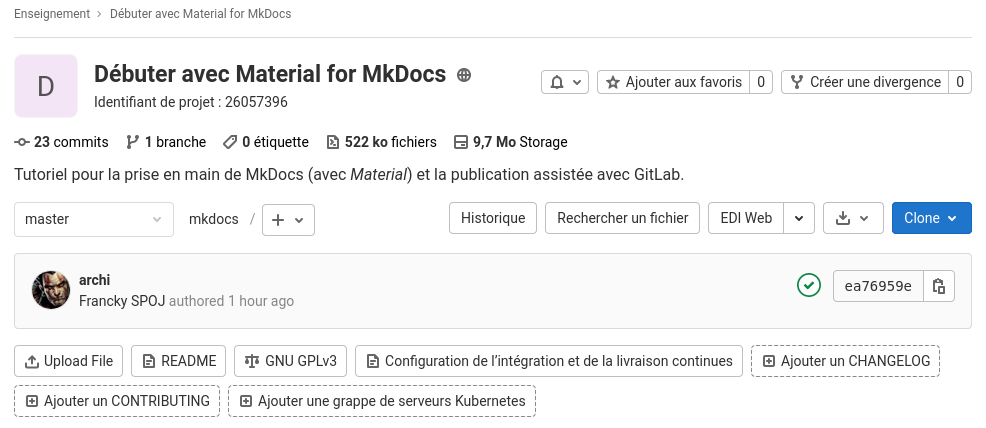 Enseignement > Débuter avec Material for MkDocs
D
Débuter avec Material for MkDocs
Identifiant de projet : 26057396
Ajouter aux favoris 0
Créer une divergence 0
23 commits 1 branche 0 étiquette 522 ko fichiers 9,7 Mo Storage
Tutoriel pour la prise en main de MkDocs (avec Material) et la publication assistée avec GitLab.
master mkdocs / + Historique Rechercher un fichier EDI Web Clone
archi
Francky SPOJ authored 1 hour ago
ea76959e
Upload File README GNU GPLv3 Configuration de l’intégration et de la livraison continues Ajouter un CHANGELOG
Ajouter un CONTRIBUTING Ajouter une grappe de serveurs Kubernetes